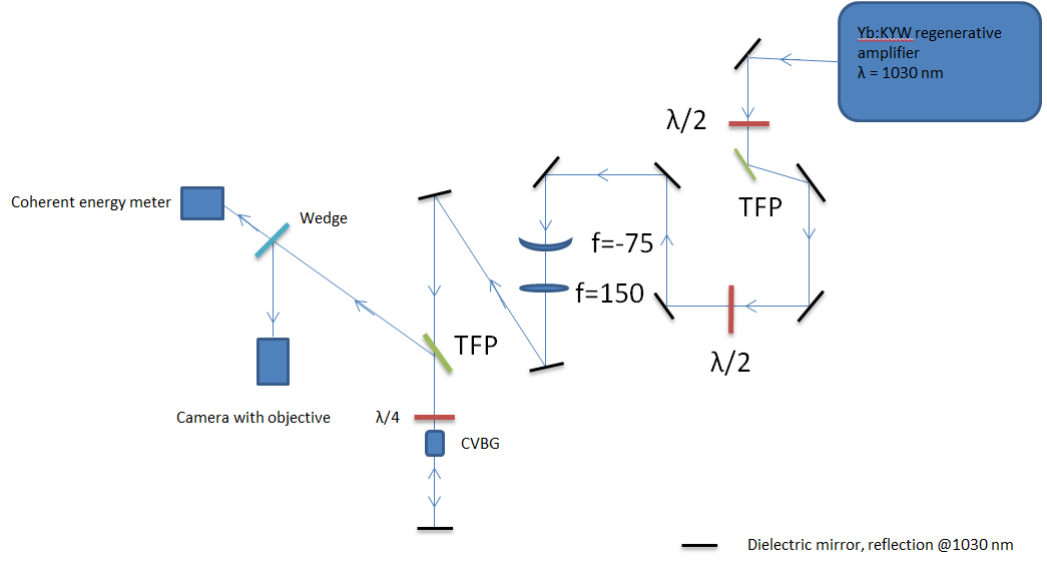 Yb:KYW regenerative
amplifier
λ = 1030 nm
λ/2
TFP
Coherent energy meter
Wedge
f=-75
f=150
TFP
λ/2
Camera with objective
λ/4
CVBG
Dielectric mirror, reflection @1030 nm